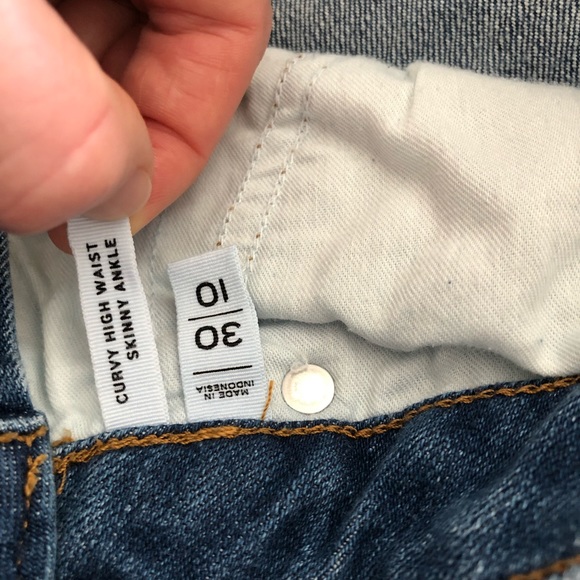 CURVY HIGH WAIST
SKINNY ANKLE
10
30
MADE IN
INDONESIA